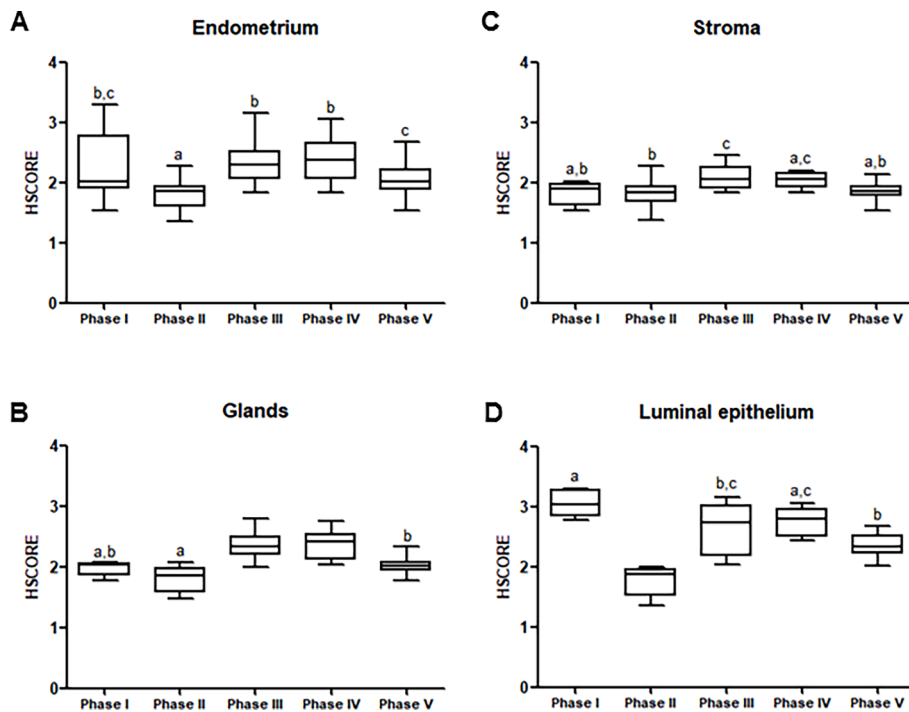 A
Endometrium
HSCORE
4
3
2
1
0
b,c
a
b
b
c
Phase I Phase II Phase III Phase IV Phase V
C
Stroma
HSCORE
4
3
2
1
0
a,b
b
c
a,c
a,b
Phase I Phase II Phase III Phase IV Phase V
B
Glands
HSCORE
4
3
2
1
0
a,b
a
b
Phase I Phase II Phase III Phase IV Phase V
D
Luminal epithelium
HSCORE
4
3
2
1
0
a
b,c
a,c
b
Phase I Phase II Phase III Phase IV Phase V